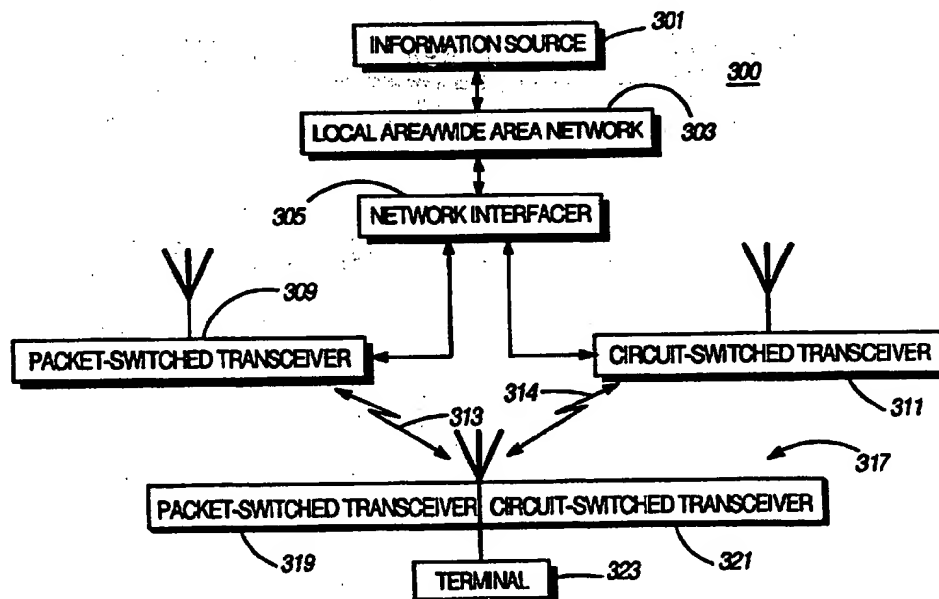 INFORMATION SOURCE
301
300
LOCAL AREA/WIDE AREA NETWORK
303
305
NETWORK INTERFACER
309
PACKET-SWITCHED TRANSCEIVER
CIRCUIT-SWITCHED TRANSCEIVER
314
313
311
317
PACKET-SWITCHED TRANSCEIVER
CIRCUIT-SWITCHED TRANSCEIVER
319
321
TERMINAL
323